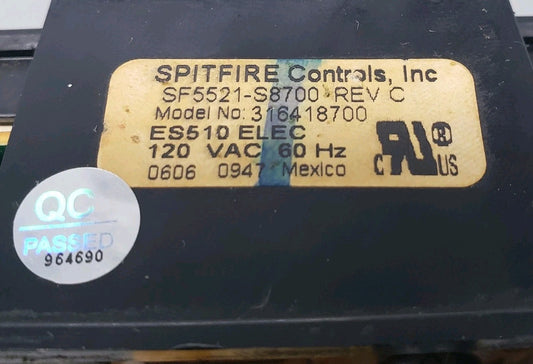 SPITFIRE Controls, Inc
SF5521-S8700 REV C
Model No: 316418700
ES510 ELEC
120 VAC 60 Hz
0606 0947 Mexico
C RU ® US
QC
PASSED
964690